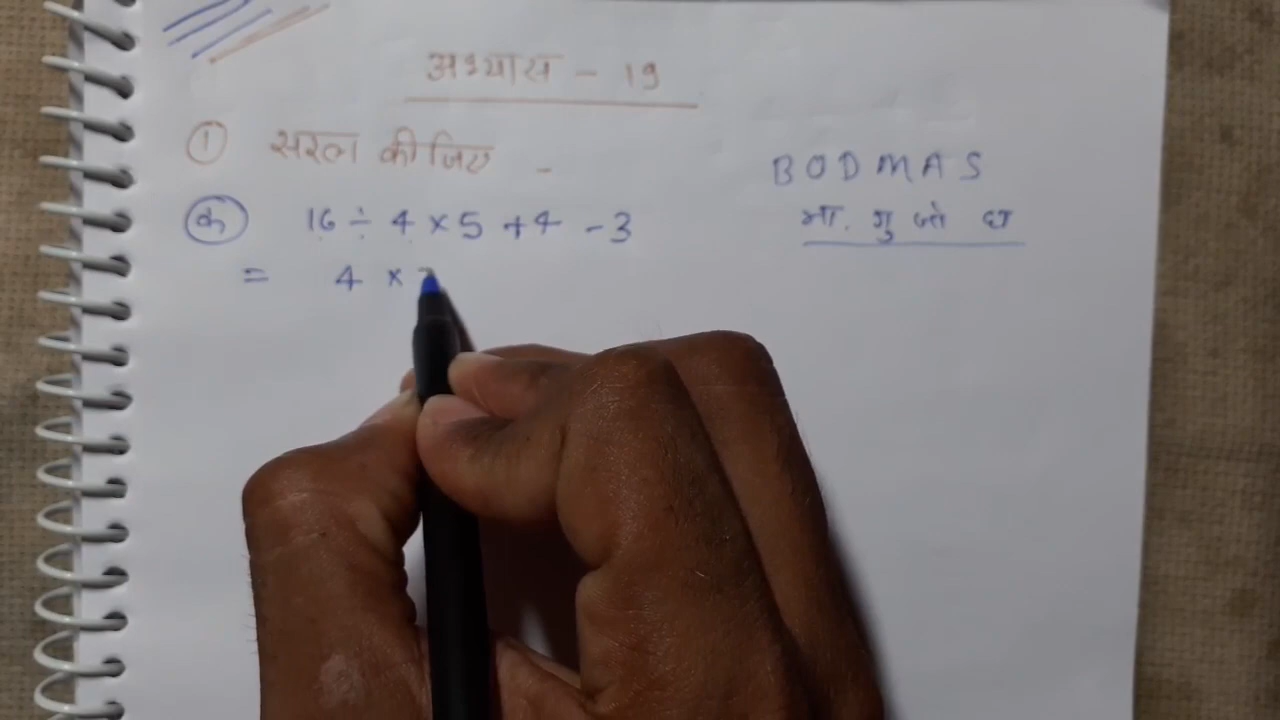 अभ्यास - 19
① सरल कीजिए -
BODMAS
क 16 ÷ 4 × 5 + 4 - 3
भा. गु जो घ
= 4 ×